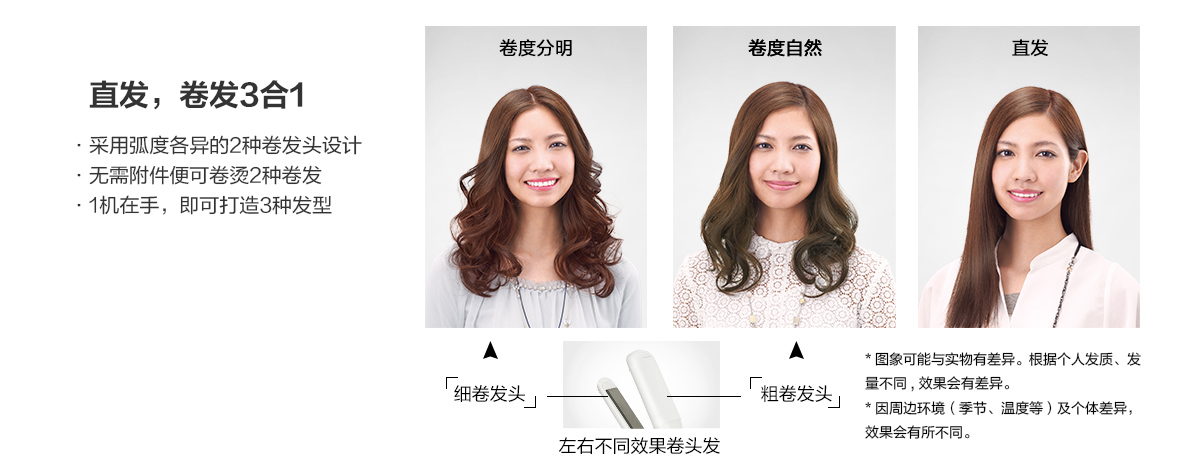 直发，卷发3合1
· 采用弧度各异的2种卷发头设计
· 无需附件便可卷烫2种卷发
· 1机在手，即可打造3种发型
卷度分明
卷度自然
直发
「细卷发头」
「粗卷发头」
左右不同效果卷头发
* 图象可能与实物有差异。根据个人发质、发
量不同 , 效果会有差异。
* 因周边环境（季节、温度等）及个体差异，
效果会有所不同。